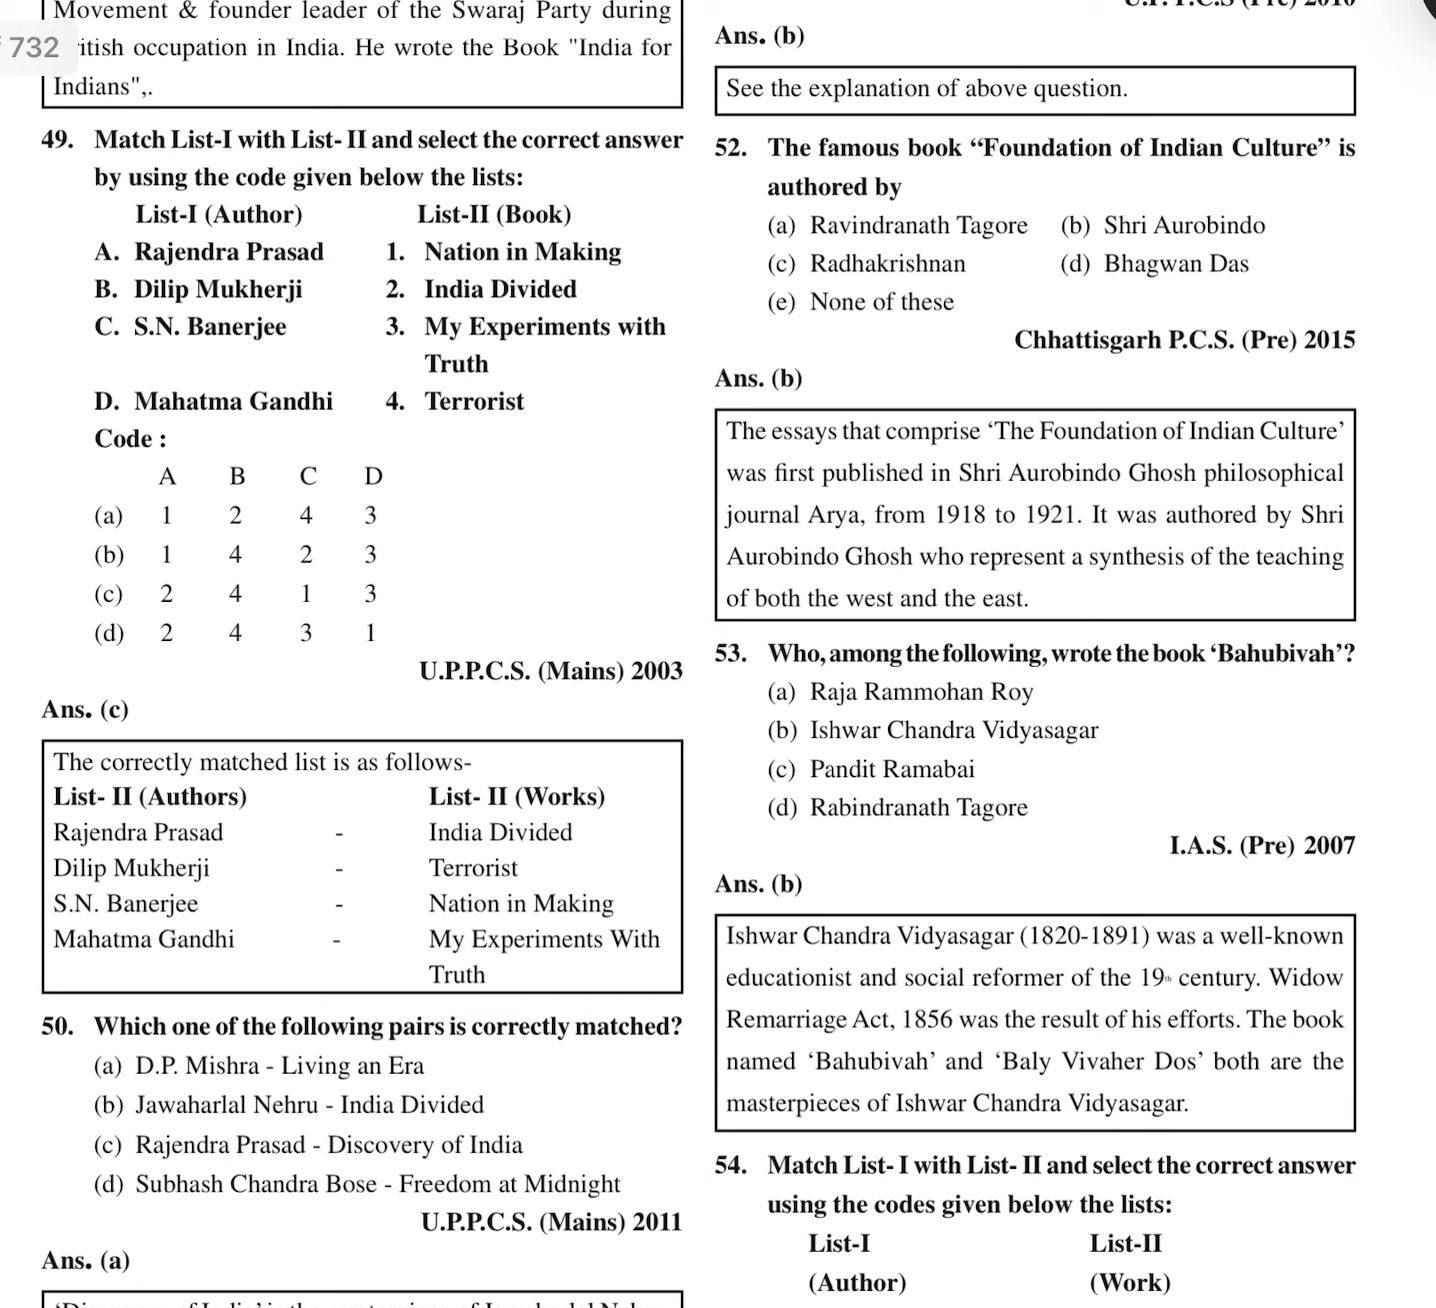 Movement & founder leader of the Swaraj Party during
732 itish occupation in India. He wrote the Book "India for
Indians",.
49. Match List-I with List- II and select the correct answer
by using the code given below the lists:
List-I (Author) List-II (Book)
A. Rajendra Prasad 1. Nation in Making
B. Dilip Mukherji 2. India Divided
C. S.N. Banerjee 3. My Experiments with
Truth
D. Mahatma Gandhi 4. Terrorist
Code :
A B C D
(a) 1 2 4 3
(b) 1 4 2 3
(c) 2 4 1 3
(d) 2 4 3 1
U.P.P.C.S. (Mains) 2003
Ans. (c)
The correctly matched list is as follows-
List- II (Authors) List- II (Works)
Rajendra Prasad - India Divided
Dilip Mukherji - Terrorist
S.N. Banerjee - Nation in Making
Mahatma Gandhi - My Experiments With
Truth
50. Which one of the following pairs is correctly matched?
(a) D.P. Mishra - Living an Era
(b) Jawaharlal Nehru - India Divided
(c) Rajendra Prasad - Discovery of India
(d) Subhash Chandra Bose - Freedom at Midnight
U.P.P.C.S. (Mains) 2011
Ans. (a)
Ans. (b)
See the explanation of above question.
52. The famous book “Foundation of Indian Culture” is
authored by
(a) Ravindranath Tagore (b) Shri Aurobindo
(c) Radhakrishnan (d) Bhagwan Das
(e) None of these
Chhattisgarh P.C.S. (Pre) 2015
Ans. (b)
The essays that comprise ‘The Foundation of Indian Culture’
was first published in Shri Aurobindo Ghosh philosophical
journal Arya, from 1918 to 1921. It was authored by Shri
Aurobindo Ghosh who represent a synthesis of the teaching
of both the west and the east.
53. Who, among the following, wrote the book ‘Bahubivah’?
(a) Raja Rammohan Roy
(b) Ishwar Chandra Vidyasagar
(c) Pandit Ramabai
(d) Rabindranath Tagore
I.A.S. (Pre) 2007
Ans. (b)
Ishwar Chandra Vidyasagar (1820-1891) was a well-known
educationist and social reformer of the 19th century. Widow
Remarriage Act, 1856 was the result of his efforts. The book
named ‘Bahubivah’ and ‘Baly Vivaher Dos’ both are the
masterpieces of Ishwar Chandra Vidyasagar.
54. Match List- I with List- II and select the correct answer
using the codes given below the lists:
List-I List-II
(Author) (Work)